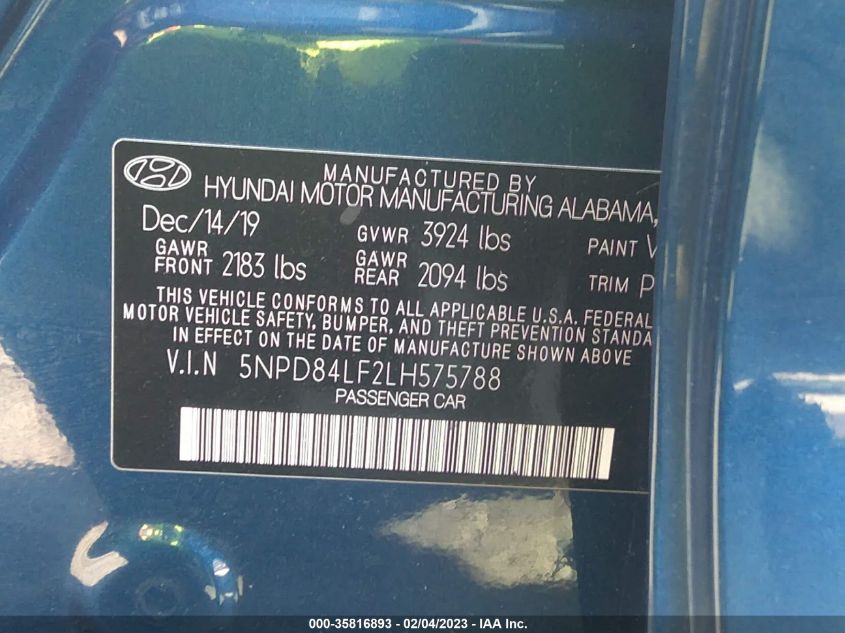 MANUFACTURED BY
HYUNDAI MOTOR MANUFACTURING ALABAMA,
Dec/14/19 GVWR 3924 lbs PAINT
GAWR FRONT 2183 lbs GAWR REAR 2094 lbs TRIM P
THIS VEHICLE CONFORMS TO ALL APPLICABLE U.S.A. FEDERAL
MOTOR VEHICLE SAFETY, BUMPER, AND THEFT PREVENTION STANDA
IN EFFECT ON THE DATE OF MANUFACTURE SHOWN ABOVE
V.I.N 5NPD84LF2LH575788
PASSENGER CAR
000-35816893 - 02/04/2023 - IAA Inc.